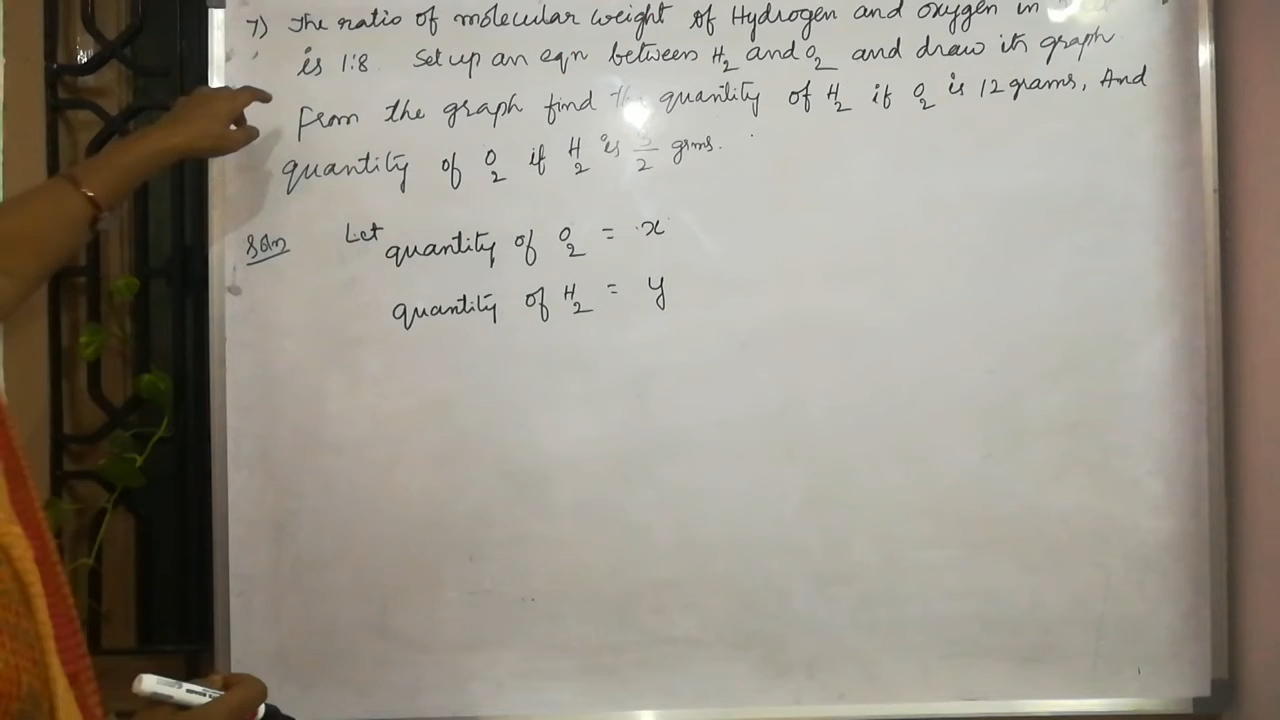 7) The ratio of molecular weight of Hydrogen and oxygen in
is 1:8 Set up an eqn between H₂ and O₂ and draw its graph
From the graph find the quantity of H₂ if O₂ is 12 grams, And
quantity of O₂ if H₂ is 3/2 grms.
Soln Let quantity of O₂ = x
quantity of H₂ = y